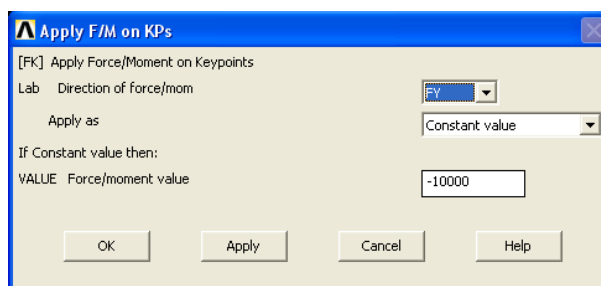 Apply F/M on KPs
[FK] Apply Force/Moment on Keypoints
Lab Direction of force/mom FY
Apply as Constant value
If Constant value then:
VALUE Force/moment value -10000
OK Apply Cancel Help